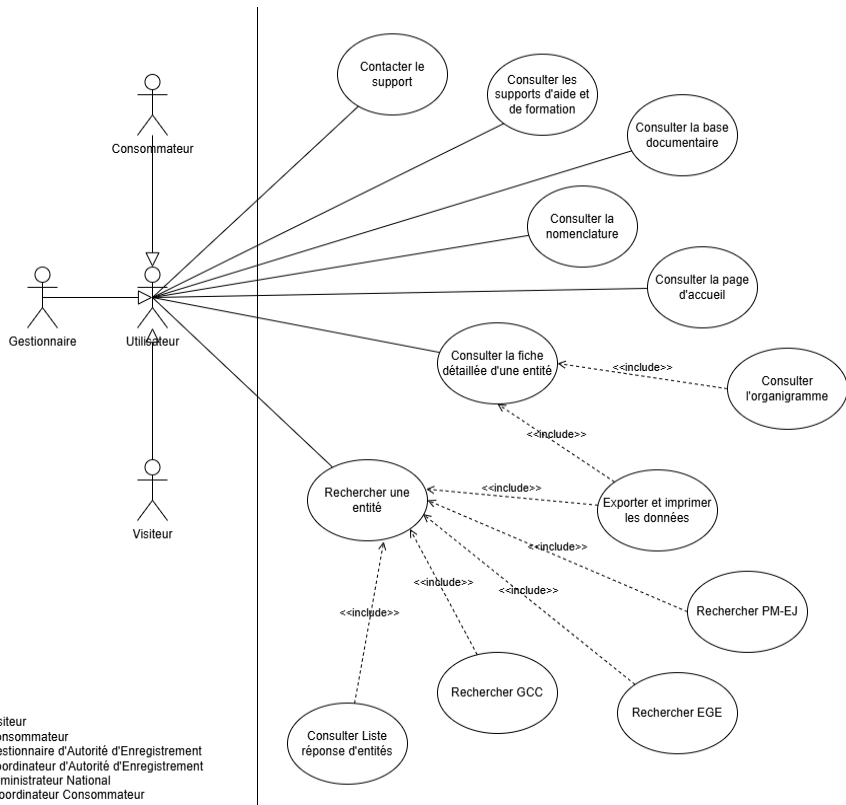 Contacter le
support
Consulter les
supports d'aide et
de formation
Consulter la base
documentaire
Consommateur
Consulter la
nomenclature
Consulter la page
d'accueil
Gestionnaire
Utilisateur
Consulter la fiche
détaillée d'une entité
<<include>>
Consulter
l'organigramme
<<include>>
Rechercher une
entité
<<include>>
Exporter et imprimer
les données
Visiteur
<<include>>
<<include>>
<<include>>
<<include>>
Rechercher PM-EJ
Rechercher GCC
Rechercher EGE
Consulter Liste
réponse d'entités
siteur
onsommateur
estionnaire d'Autorité d'Enregistrement
oordinateur d'Autorité d'Enregistrement
ministrateur National
oordinateur Consommateur